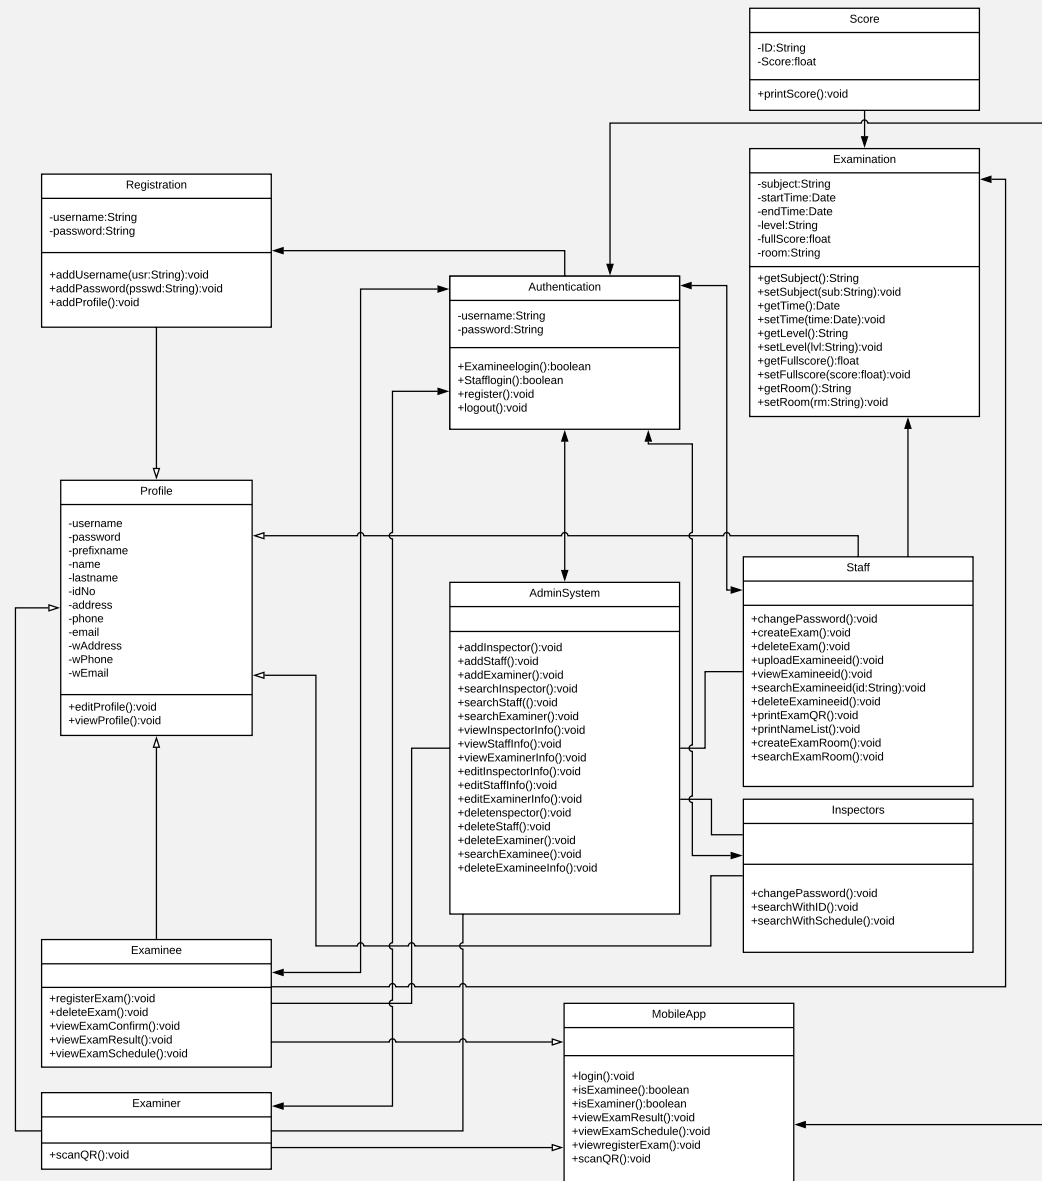 Score
-ID:String
-Score:float
+printScore():void
Examination
-subject:String
-startTime:Date
-endTime:Date
-level:String
-fullScore:float
-room:String
+getSubject():String
+setSubject(sub:String):void
+getTime():Date
+setTime(time:Date):void
+getLevel():String
+setLevel(lvl:String):void
+getFullscore():float
+setFullscore(score:float):void
+getRoom():String
+setRoom(rm:String):void
Registration
-username:String
-password:String
+addUsername(usr:String):void
+addPassword(psswd:String):void
+addProfile():void
Authentication
-username:String
-password:String
+Examineelogin():boolean
+Stafflogin():boolean
+register():void
+logout():void
Profile
-username
-password
-prefixname
-name
-lastname
-idNo
-address
-phone
-email
-wAddress
-wPhone
-wEmail
+editProfile():void
+viewProfile():void
AdminSystem
+addInspector():void
+addStaff():void
+addExaminer():void
+searchInspector():void
+searchStaff(():void
+searchExaminer():void
+viewInspectorInfo():void
+viewStaffInfo():void
+viewExaminerInfo():void
+editInspectorInfo():void
+editStaffInfo():void
+editExaminerInfo():void
+deletenspector():void
+deleteStaff():void
+deleteExaminer():void
+searchExaminee():void
+deleteExamineeInfo():void
Staff
+changePassword():void
+createExam():void
+deleteExam():void
+uploadExamineeid():void
+viewExamineeid():void
+searchExamineeid(id:String):void
+deleteExamineeid():void
+printExamQR():void
+printNameList():void
+createExamRoom():void
+searchExamRoom():void
Inspectors
+changePassword():void
+searchWithID():void
+searchWithSchedule():void
Examinee
+registerExam():void
+deleteExam():void
+viewExamConfirm():void
+viewExamResult():void
+viewExamSchedule():void
Examiner
+scanQR():void
MobileApp
+login():void
+isExaminee():boolean
+isExaminer():boolean
+viewExamResult():void
+viewExamSchedule():void
+viewregisterExam():void
+scanQR():void